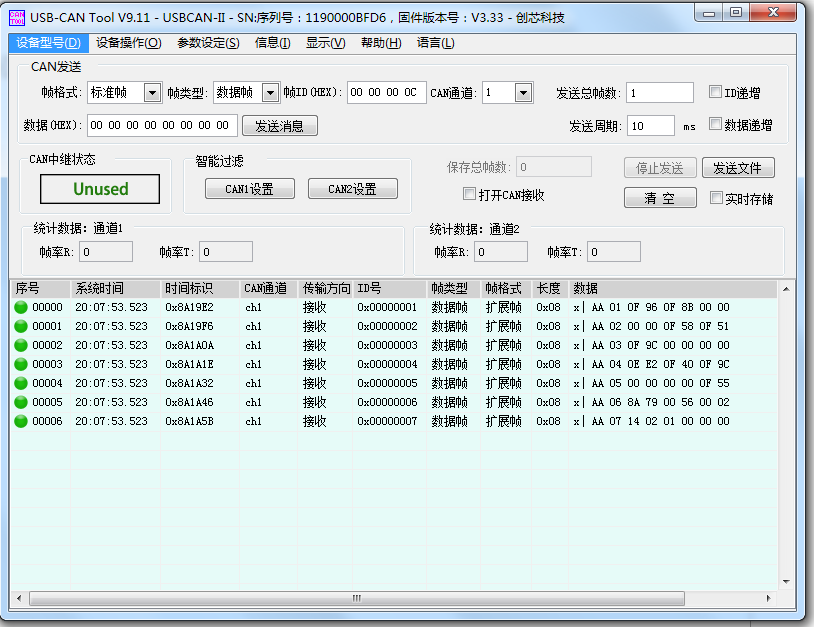 CAN TOOL USB-CAN Tool V9.11 - USBCAN-II - SN:序列号：1190000BFD6，固件版本号：V3.33 - 创芯科技
设备型号(D) 设备操作(O) 参数设定(S) 信息(I) 显示(V) 帮助(H) 语言(L)
CAN发送
帧格式: 标准帧 帧类型: 数据帧 帧ID(HEX): 00 00 00 0C CAN通道: 1 发送总帧数: 1 ID递增
数据(HEX): 00 00 00 00 00 00 00 00 发送消息 发送周期: 10 ms 数据递增
CAN中继状态 智能过滤 保存总帧数: 0 停止发送 发送文件
Unused CAN1设置 CAN2设置 打开CAN接收 清 空 实时存储
统计数据: 通道1 统计数据: 通道2
帧率R: 0 帧率T: 0 帧率R: 0 帧率T: 0
序号 系统时间 时间标识 CAN通道 传输方向 ID号 帧类型 帧格式 长度 数据
00000 20:07:53.523 0x8A19E2 ch1 接收 0x00000001 数据帧 扩展帧 0x08 x| AA 01 0F 96 0F 8B 00 00
00001 20:07:53.523 0x8A19F6 ch1 接收 0x00000002 数据帧 扩展帧 0x08 x| AA 02 00 00 0F 58 0F 51
00002 20:07:53.523 0x8A1A0A ch1 接收 0x00000003 数据帧 扩展帧 0x08 x| AA 03 0F 9C 00 00 00 00
00003 20:07:53.523 0x8A1A1E ch1 接收 0x00000004 数据帧 扩展帧 0x08 x| AA 04 0E E2 0F 40 0F 9C
00004 20:07:53.523 0x8A1A32 ch1 接收 0x00000005 数据帧 扩展帧 0x08 x| AA 05 00 00 00 00 0F 55
00005 20:07:53.523 0x8A1A46 ch1 接收 0x00000006 数据帧 扩展帧 0x08 x| AA 06 8A 79 00 56 00 02
00006 20:07:53.523 0x8A1A5B ch1 接收 0x00000007 数据帧 扩展帧 0x08 x| AA 07 14 02 01 00 00 00